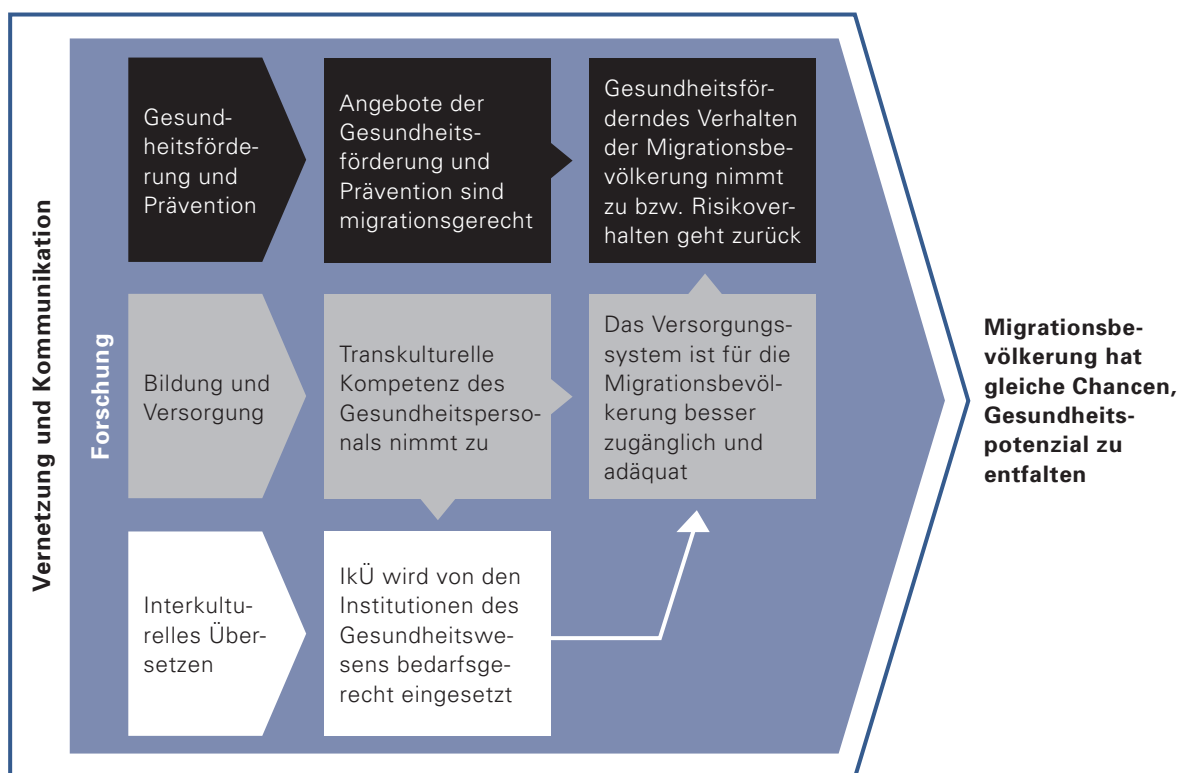 Vernetzung und Kommunikation
Forschung
Gesund-
heitsförde-
rung und
Prävention
Angebote der
Gesundheits-
förderung und
Prävention sind
migrationsgerecht
Gesundheitsför-
derndes Verhalten
der Migrationsbe-
völkerung nimmt
zu bzw. Risikover-
halten geht zurück
Bildung und
Versorgung
Transkulturelle
Kompetenz des
Gesundheitsperso-
nals nimmt zu
Das Versorgungs-
system ist für die
Migrationsbevöl-
kerung besser
zugänglich und
adäquat
Interkultu-
relles Über-
setzen
IkÜ wird von den
Institutionen des
Gesundheitswe-
sens bedarfsge-
recht eingesetzt
Migrationsbe-
völkerung hat
gleiche Chancen,
Gesundheits-
potenzial zu
entfalten